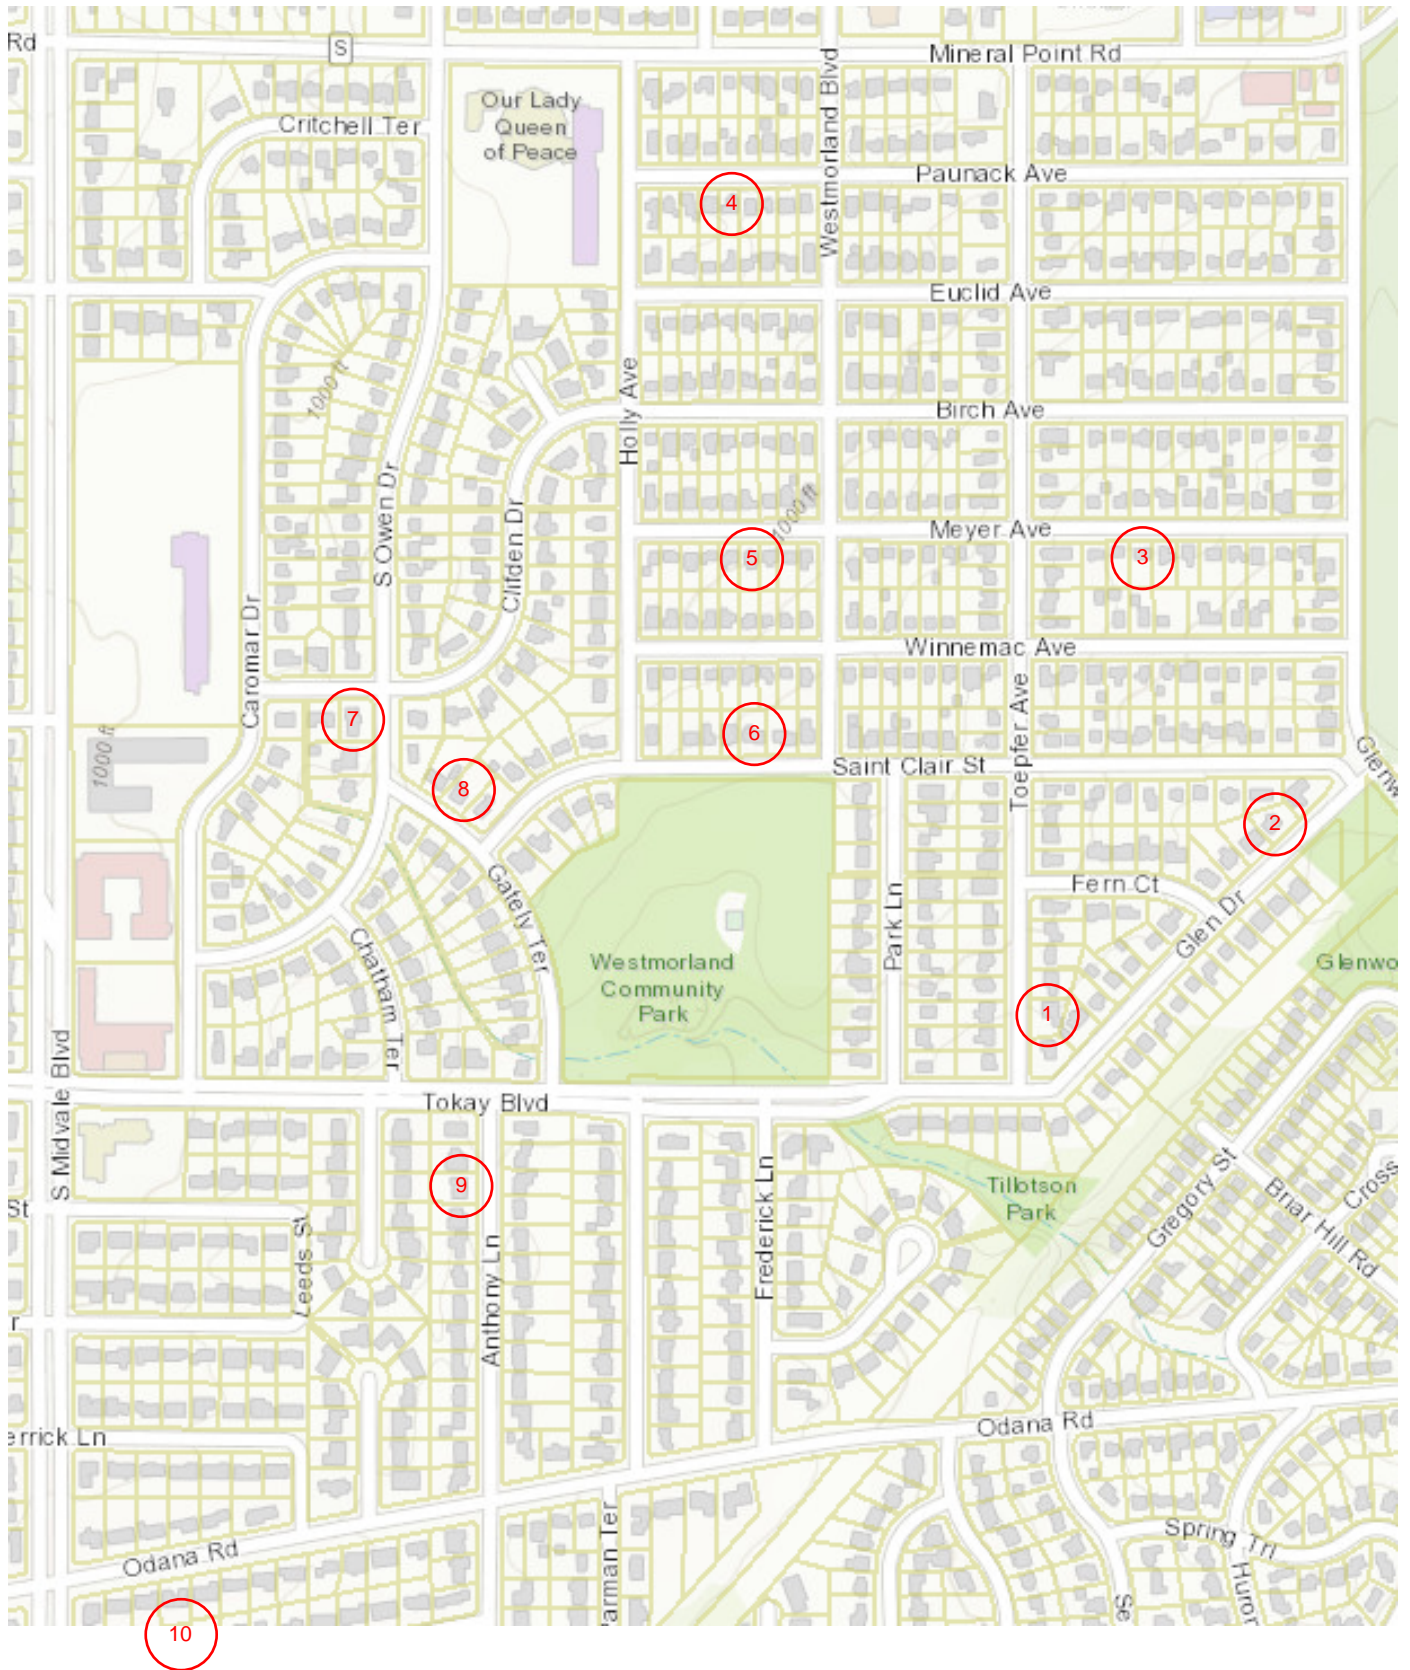 Rd
S
Mineral Point Rd
Our Lady
Queen
of Peace
Critchell Ter
Westmorland Blvd
Paunack Ave
4
Euclid Ave
1000 ft
Holly Ave
Birch Ave
S Owen Dr
Clifden Dr
1000 ft
Meyer Ave
5
3
Caromar Dr
Winnemac Ave
7
6
1000 ft
Toepfer Ave
Saint Clair St
Glenw
8
2
Gately Ter
Fern Ct
Park Ln
Glen Dr
Chatham Ter
Westmorland
Community
Park
Glenwo
1
S Midvale Blvd
Tokay Blvd
9
Frederick Ln
Tillotson
Park
Gregory St
Briar Hill Rd
Cross
St
Leeds St
Anthony Ln
r
Odana Rd
errick Ln
Odana Rd
arman Ter
Spring Trl
Huron
Se
10